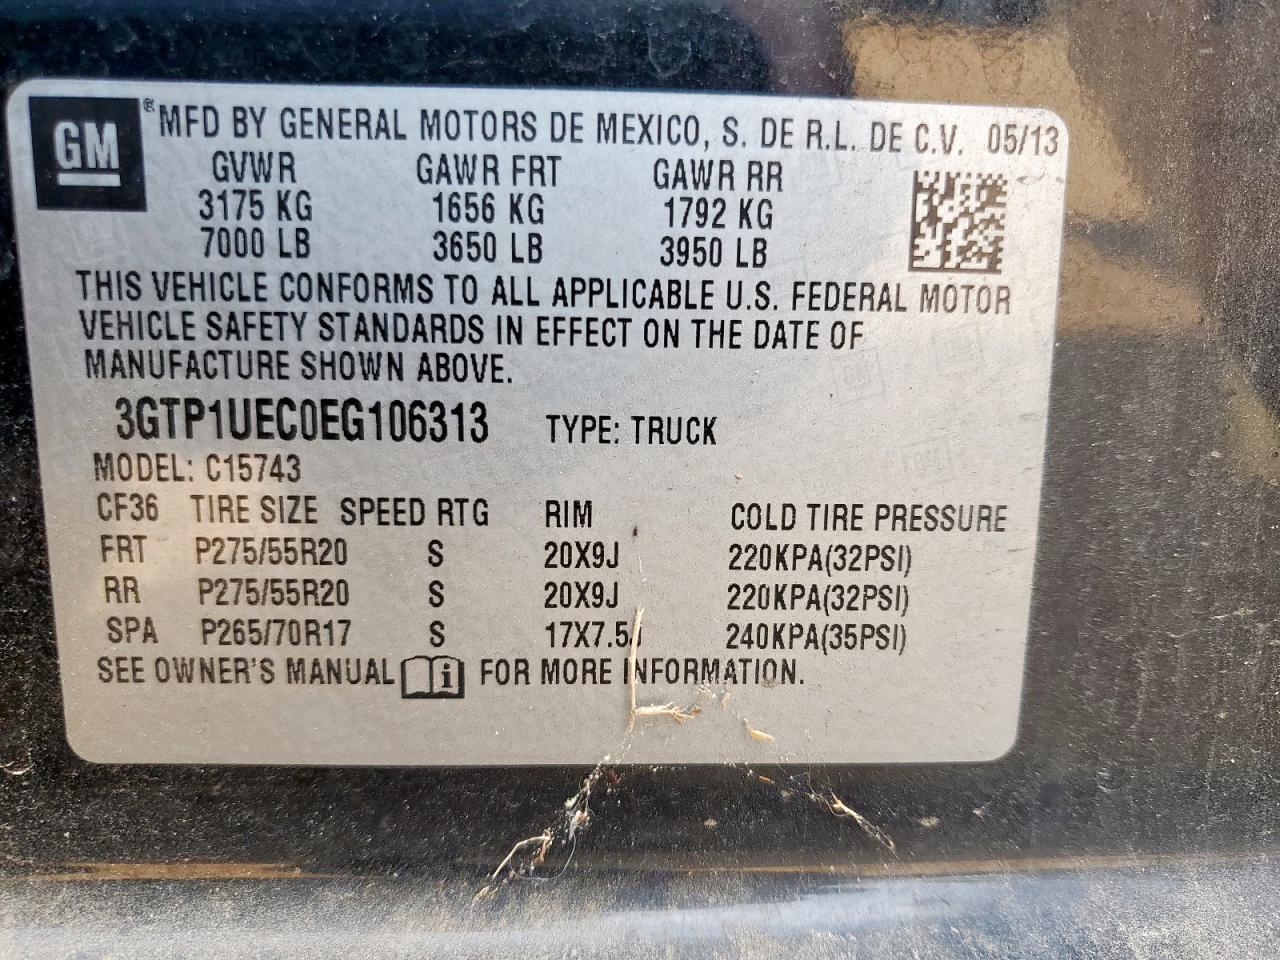 GM ® MFD BY GENERAL MOTORS DE MEXICO, S. DE R.L. DE C.V. 05/13
GVWR GAWR FRT GAWR RR
3175 KG 1656 KG 1792 KG
7000 LB 3650 LB 3950 LB
THIS VEHICLE CONFORMS TO ALL APPLICABLE U.S. FEDERAL MOTOR
VEHICLE SAFETY STANDARDS IN EFFECT ON THE DATE OF
MANUFACTURE SHOWN ABOVE.
3GTP1UEC0EG106313 TYPE: TRUCK
MODEL: C15743
CF36 TIRE SIZE SPEED RTG RIM COLD TIRE PRESSURE
FRT P275/55R20 S 20X9J 220KPA(32PSI)
RR P275/55R20 S 20X9J 220KPA(32PSI)
SPA P265/70R17 S 17X7.5J 240KPA(35PSI)
SEE OWNER'S MANUAL i FOR MORE INFORMATION.